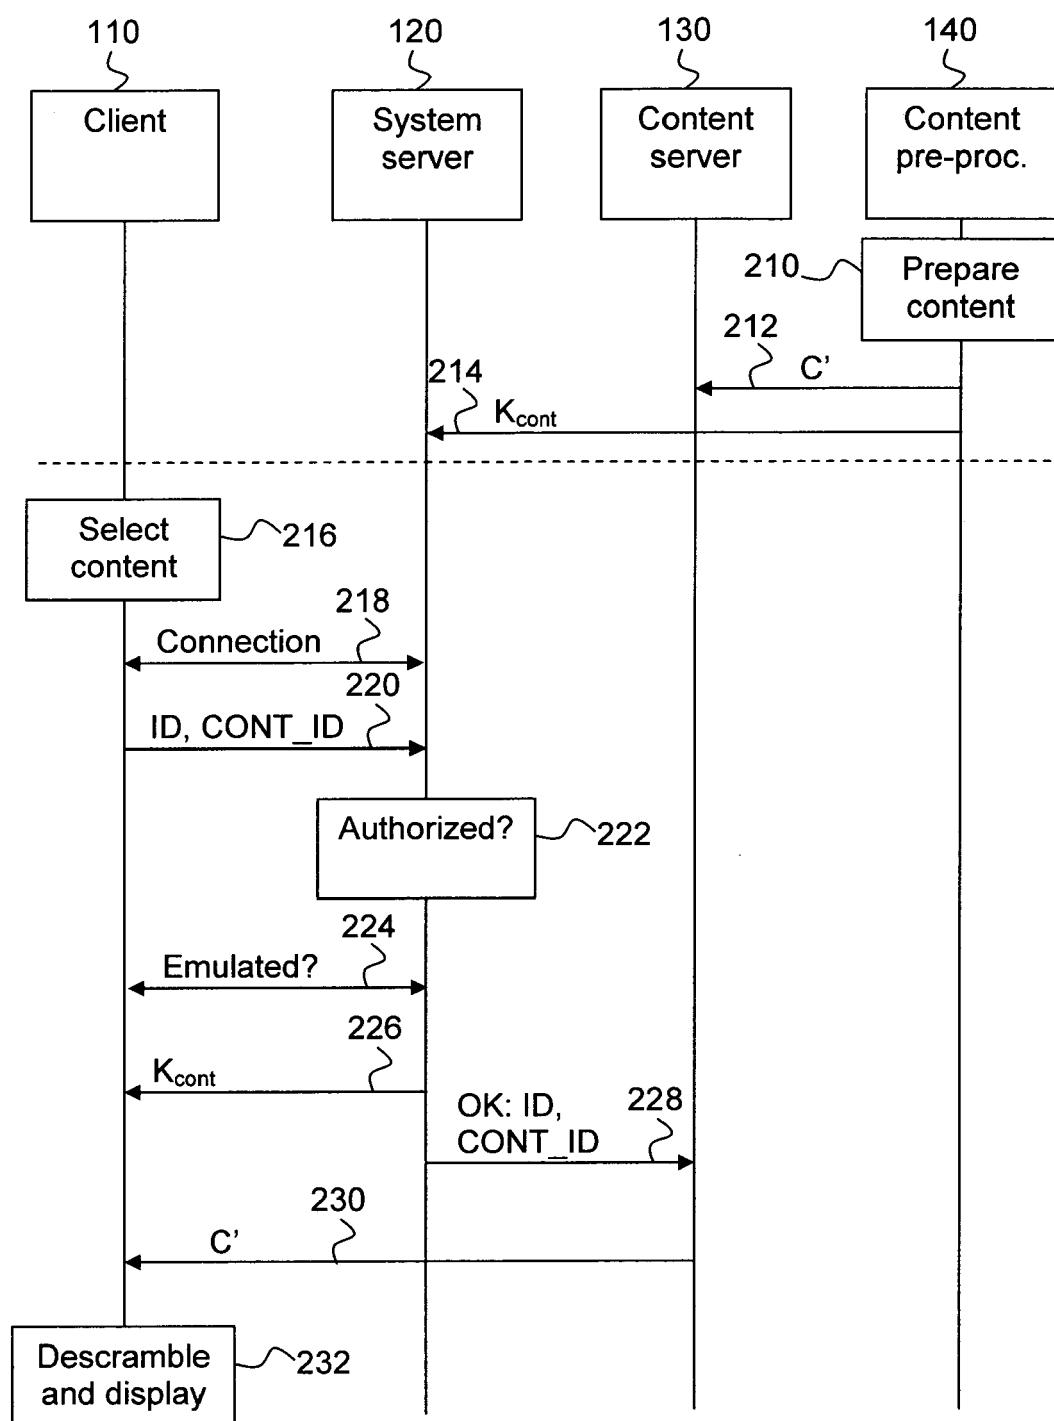 110
120
130
140
Client
System
server
Content
server
Content
pre-proc.
210
Prepare
content
212
C’
214
Kcont
Select
content
216
218
Connection
220
ID, CONT_ID
Authorized?
222
224
Emulated?
226
Kcont
OK: ID,
CONT_ID
228
230
C’
Descramble
and display
232